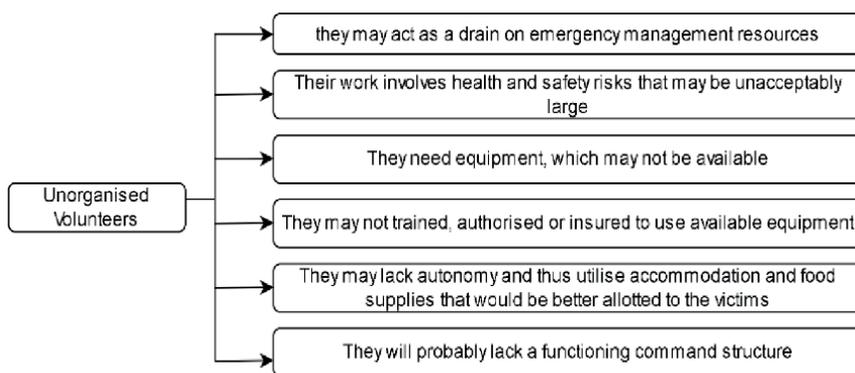 they may act as a drain on emergency management resources
Their work involves health and safety risks that may be unacceptably
large
They need equipment, which may not be available
Unorganised
Volunteers
They may not trained, authorised or insured to use available equipment
They may lack autonomy and thus utilise accommodation and food
supplies that would be better allotted to the victims
They will probably lack a functioning command structure